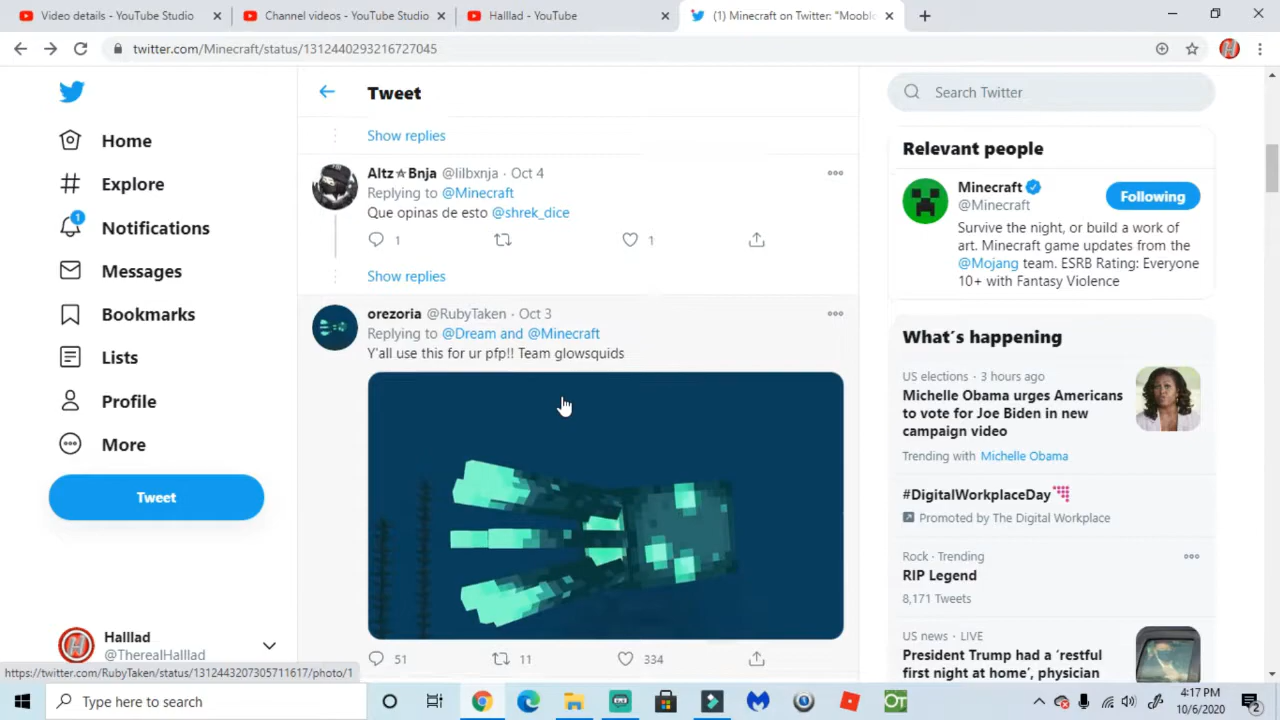 Video details - YouTube Studio
Channel videos - YouTube Studio
Halllad - YouTube
(1) Minecraft on Twitter: "Mooblo
twitter.com/Minecraft/status/1312440293216727045
Home
Explore
1
Notifications
Messages
Bookmarks
Lists
Profile
More
Tweet
Halllad
@TherealHalllad
https://twitter.com/RubyTaken/status/1312443207305711617/photo/1
Tweet
Show replies
Altz★Bnja @lilbxnja · Oct 4
Replying to @Minecraft
Que opinas de esto @shrek_dice
1
1
Show replies
orezoria @RubyTaken · Oct 3
Replying to @Dream and @Minecraft
Y'all use this for ur pfp!! Team glowsquids
51
11
334
Search Twitter
Relevant people
Minecraft
@Minecraft
Following
Survive the night, or build a work of
art. Minecraft game updates from the
@Mojang team. ESRB Rating: Everyone
10+ with Fantasy Violence
What´s happening
US elections · 3 hours ago
Michelle Obama urges Americans
to vote for Joe Biden in new
campaign video
Trending with Michelle Obama
#DigitalWorkplaceDay
Promoted by The Digital Workplace
Rock · Trending
RIP Legend
8,171 Tweets
US news · LIVE
President Trump had a ´restful
first night at home´, physician
Type here to search
OT
4:17 PM
10/6/2020
2